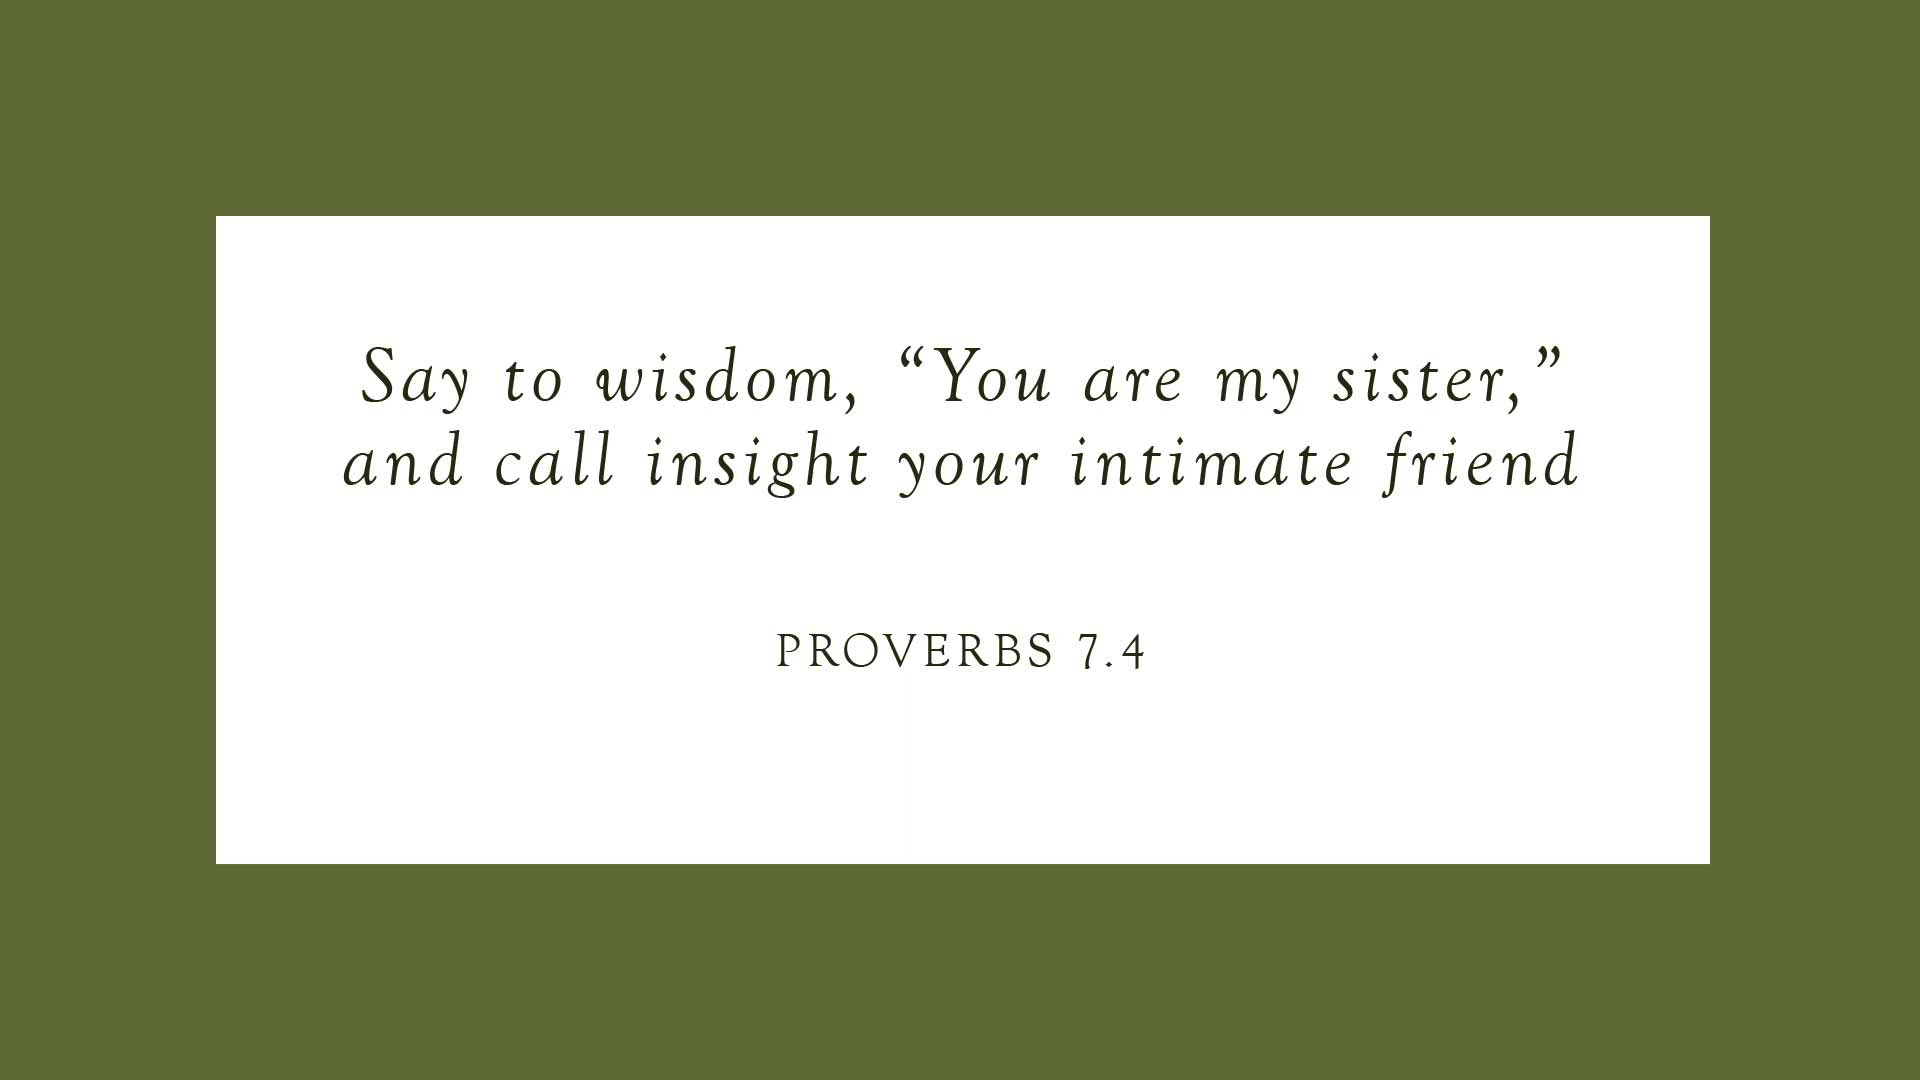 Say to wisdom, “You are my sister,”
and call insight your intimate friend
PROVERBS 7.4